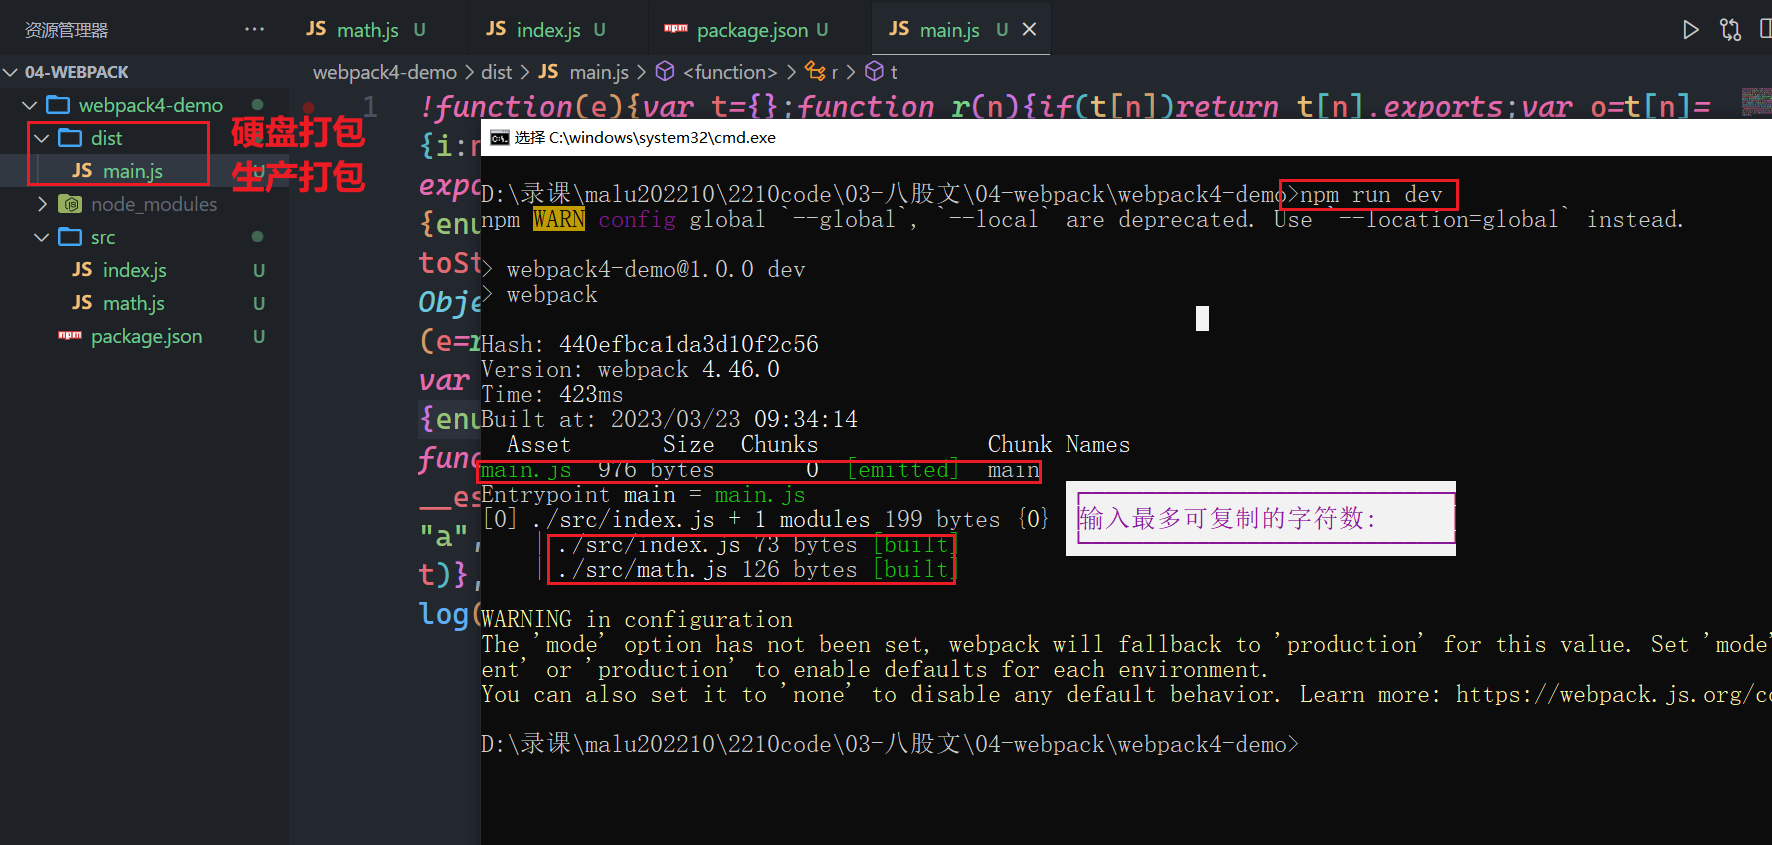 资源管理器 ···
JS math.js U
JS index.js U
npm package.json U
JS main.js U
04-WEBPACK
webpack4-demo > dist > JS main.js > <function> > r > t
webpack4-demo
dist
JS main.js U
node_modules
src
JS index.js U
JS math.js U
npm package.json U
硬盘打包
生产打包
1 !function(e){var t={};function r(n){if(t[n])return t[n].exports;var o=t[n]=
{i:
exp
{enu
toSt
Obje
(e=
var
{enu
func
__es
"a",
t)},
log(
选择 C:\windows\system32\cmd.exe
D:\录课\malu202210\2210code\03-八股文\04-webpack\webpack4-demo>npm run dev
npm WARN config global `--global`, `--local` are deprecated. Use `--location=global` instead.
> webpack4-demo@1.0.0 dev
> webpack
Hash: 440efbca1da3d10f2c56
Version: webpack 4.46.0
Time: 423ms
Built at: 2023/03/23 09:34:14
Asset Size Chunks Chunk Names
main.js 976 bytes 0 [emitted] main
Entrypoint main = main.js
[0] ./src/index.js + 1 modules 199 bytes {0}
| ./src/index.js 73 bytes [built]
| ./src/math.js 126 bytes [built]
输入最多可复制的字符数:
WARNING in configuration
The 'mode' option has not been set, webpack will fallback to 'production' for this value. Set 'mode'
ent' or 'production' to enable defaults for each environment.
You can also set it to 'none' to disable any default behavior. Learn more: https://webpack.js.org/co
D:\录课\malu202210\2210code\03-八股文\04-webpack\webpack4-demo>